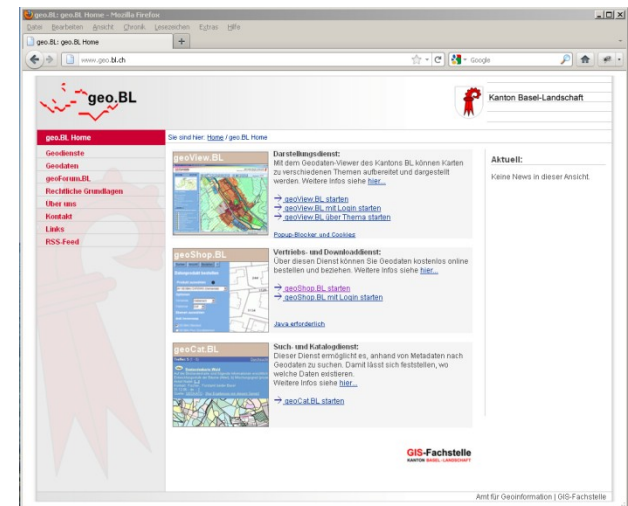 geo.BL: geo.BL Home - Mozilla Firefox
Datei Bearbeiten Ansicht Chronik Lesezeichen Extras Hilfe
geo.BL: geo.BL Home
www.geo.bl.ch
Google
geo.BL
Kanton Basel-Landschaft
geo.BL Home
Sie sind hier: Home / geo.BL Home
Geodienste
Geodaten
geoForum.BL
Rechtliche Grundlagen
Über uns
Kontakt
Links
RSS-Feed
geoView.BL
Darstellungsdienst:
Mit dem Geodaten-Viewer des Kantons BL können Karten
zu verschiedenen Themen aufbereitet und dargestellt
werden. Weitere Infos siehe hier...
→ geoView.BL starten
→ geoView.BL mit Login starten
→ geoView.BL über Thema starten
Popup-Blocker und Cookies
geoShop.BL
Vertriebs- und Downloaddienst:
Über diesen Dienst können Sie Geodaten kostenlos online
bestellen und beziehen. Weitere Infos siehe hier...
→ geoShop.BL starten
→ geoShop.BL mit Login starten
Java erforderlich
geoCat.BL
Such- und Katalogdienst:
Dieser Dienst ermöglicht es, anhand von Metadaten nach
Geodaten zu suchen. Damit lässt sich feststellen, wo
welche Daten existieren.
Weitere Infos siehe hier...
→ geoCat.BL starten
Aktuell:
Keine News in dieser Ansicht.
GIS-Fachstelle
KANTON BASEL-LANDSCHAFT
Amt für Geoinformation | GIS-Fachstelle